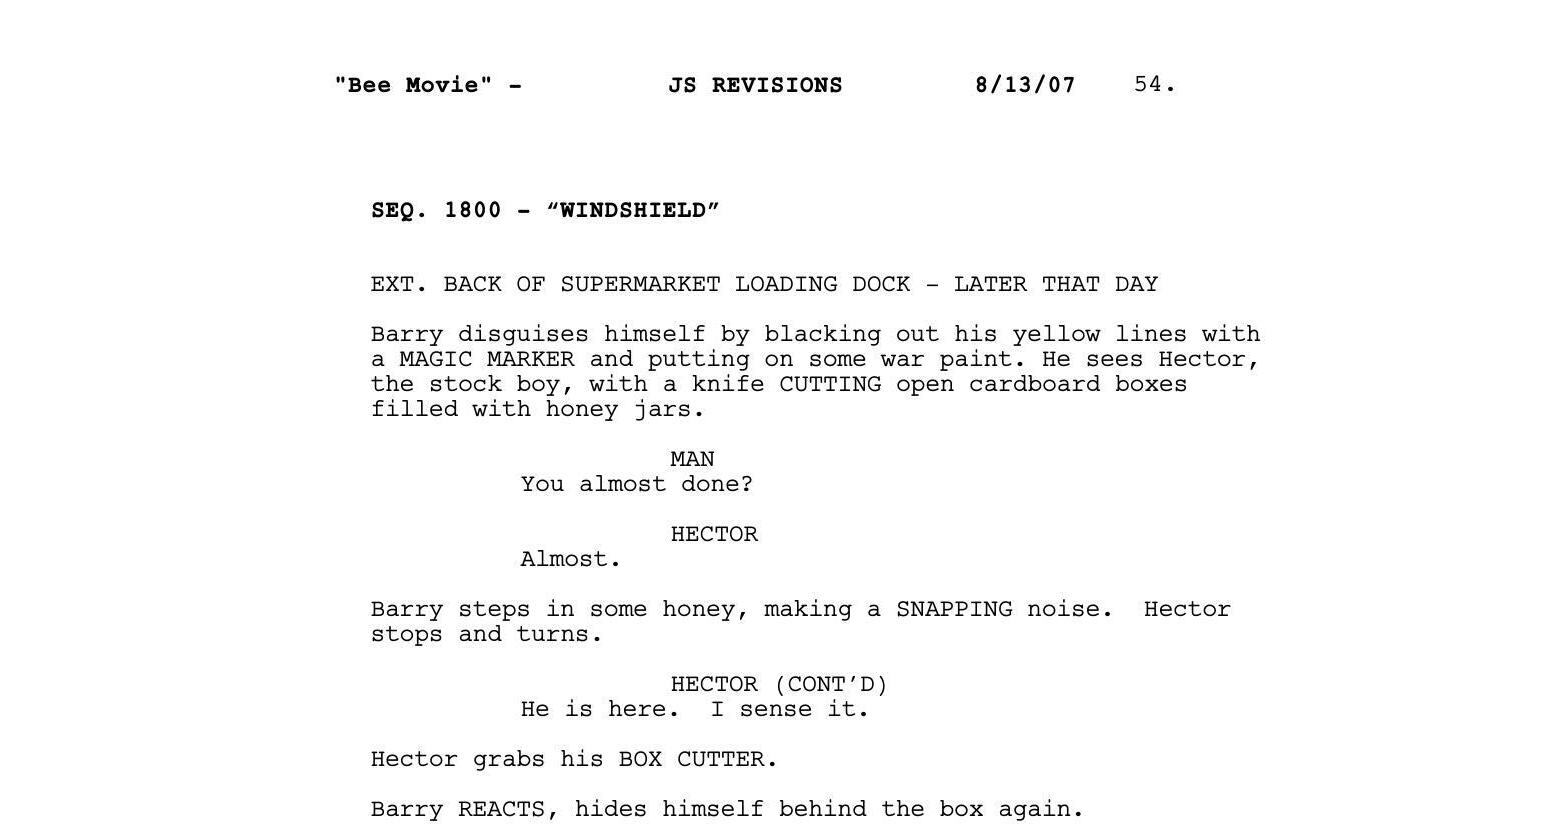 "Bee Movie" - JS REVISIONS 8/13/07 54.
SEQ. 1800 - “WINDSHIELD”
EXT. BACK OF SUPERMARKET LOADING DOCK – LATER THAT DAY
Barry disguises himself by blacking out his yellow lines with
a MAGIC MARKER and putting on some war paint. He sees Hector,
the stock boy, with a knife CUTTING open cardboard boxes
filled with honey jars.
MAN
You almost done?
HECTOR
Almost.
Barry steps in some honey, making a SNAPPING noise.  Hector
stops and turns.
HECTOR (CONT’D)
He is here.  I sense it.
Hector grabs his BOX CUTTER.
Barry REACTS, hides himself behind the box again.